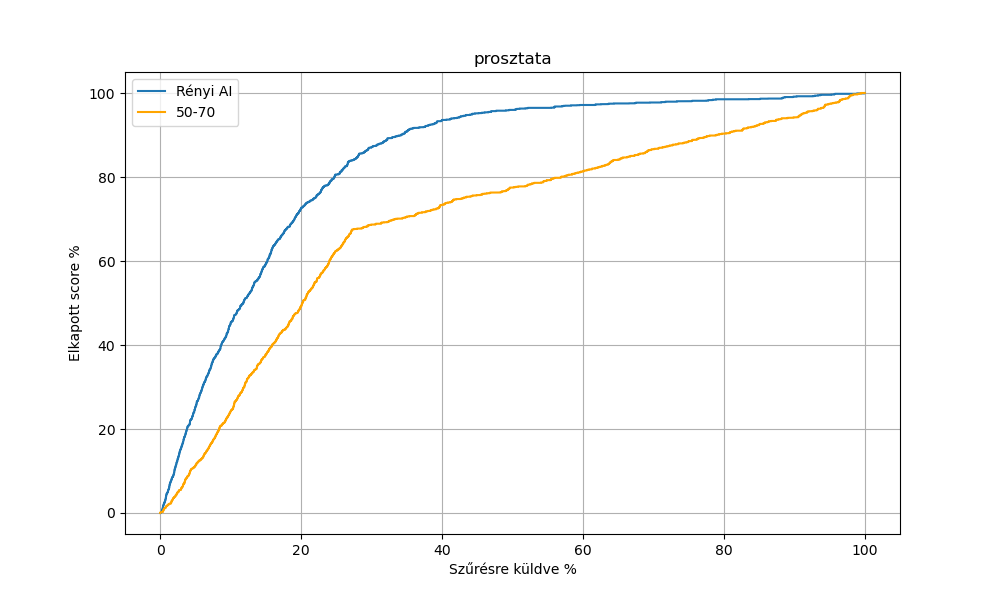 prosztata
Rényi AI
50-70
Elkapott score %
100
80
60
40
20
0
0 20 40 60 80 100
Szűrésre küldve %